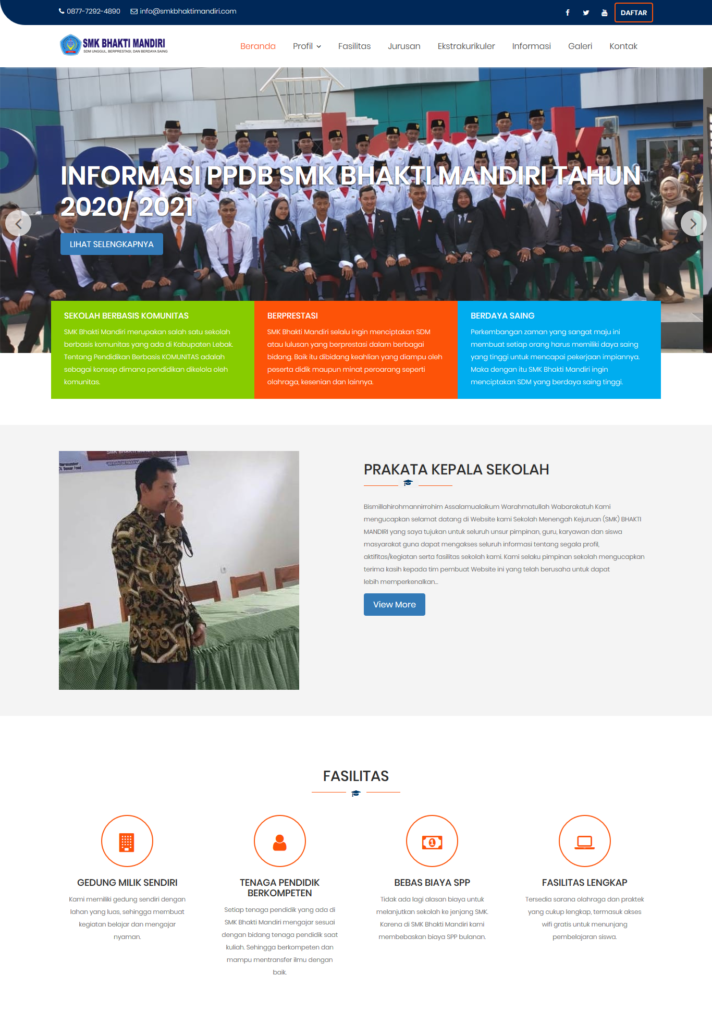 0877-7292-4890 info@smkbhaktimandiri.com
DAFTAR
SMK BHAKTI MANDIRI
SMK UNGGUL, BERPRESTASI, DAN BERDAYA SAING
Beranda Profil Fasilitas Jurusan Ekstrakurikuler Informasi Galeri Kontak
INFORMASI PPDB SMK BHAKTI MANDIRI TAHUN
2020/ 2021
LIHAT SELENGKAPNYA
SEKOLAH BERBASIS KOMUNITAS
SMK Bhakti Mandiri merupakan salah satu sekolah
berbasis komunitas yang ada di Kabupaten Lebak.
Tentang Pendidikan Berbasis KOMUNITAS adalah
sebagai konsep dimana pendidikan dikelola oleh
komunitas.
BERPRESTASI
SMK Bhakti Mandiri selalu ingin menciptakan SDM
atau lulusan yang berprestasi dalam berbagai
bidang. Baik itu dibidang keahlian yang diampu oleh
peserta didik maupun minat peroarang seperti
olahraga, kesenian dan lainnya.
BERDAYA SAING
Perkembangan zaman yang sangat maju ini
membuat setiap orang harus memiliki daya saing
yang tinggi untuk mencapai pekerjaan impiannya.
Maka dengan itu SMK Bhakti Mandiri ingin
menciptakan SDM yang berdaya saing tinggi.
PRAKATA KEPALA SEKOLAH
Bismillahirohmannirrohim Assalamualaikum Warahmatullah Wabarakatuh Kami
mengucapkan selamat datang di Website kami Sekolah Menengah Kejuruan (SMK) BHAKTI
MANDIRI yang saya tujukan untuk seluruh unsur pimpinan, guru, karyawan dan siswa
masyarakat guna dapat mengakses seluruh informasi tentang segala profil,
aktifitas/kegiatan serta fasilitas sekolah kami. Kami selaku pimpinan sekolah mengucapkan
terima kasih kepada tim pembuat Website ini yang telah berusaha untuk dapat
lebih memperkenalkan...
View More
FASILITAS
GEDUNG MILIK SENDIRI
Kami memiliki gedung sendiri dengan
lahan yang luas, sehingga membuat
kegiatan belajar dan mengajar
nyaman.
TENAGA PENDIDIK
BERKOMPETEN
Setiap tenaga pendidik yang ada di
SMK Bhakti Mandiri mengajar sesuai
dengan bidang tenaga pendidik saat
kuliah. Sehingga berkompeten dan
mampu mentransfer ilmu dengan
baik.
BEBAS BIAYA SPP
Tidak ada lagi alasan biaya untuk
melanjutkan sekolah ke jenjang SMK
Karena di SMK Bhakti Mandiri kami
membebaskan biaya SPP bulanan.
FASILITAS LENGKAP
Tersedia sarana olahraga dan praktek
yang cukup lengkap, termasuk akses
wifi gratis untuk menunjang
pembelajaran siswa.